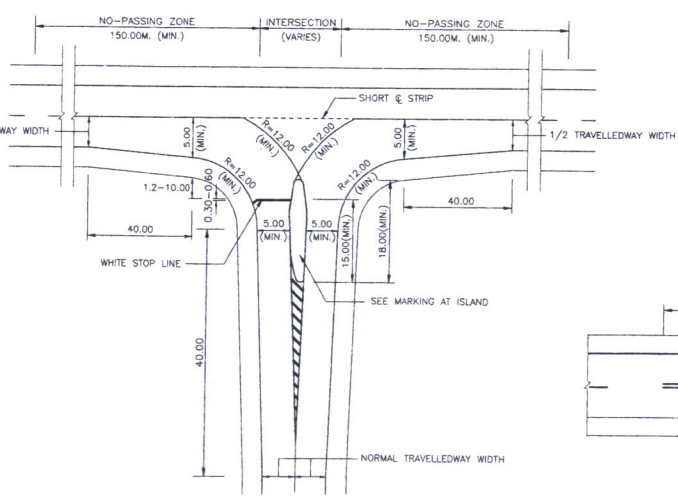 NO-PASSING ZONE
150.00M. (MIN.)
INTERSECTION
(VARIES)
NO-PASSING ZONE
150.00M. (MIN.)
SHORT ℄ STRIP
WAY WIDTH
5.00
(MIN.)
R=12.00
(MIN.)
R=12.00
(MIN.)
5.00
(MIN.)
1/2 TRAVELLEDWAY WIDTH
R=12.00
(MIN.)
R=12.00
(MIN.)
1.2-10.00
0.30-0.60
40.00
40.00
5.00
(MIN.)
5.00
(MIN.)
15.00(MIN.)
18.00(MIN.)
WHITE STOP LINE
SEE MARKING AT ISLAND
40.00
NORMAL TRAVELLEDWAY WIDTH